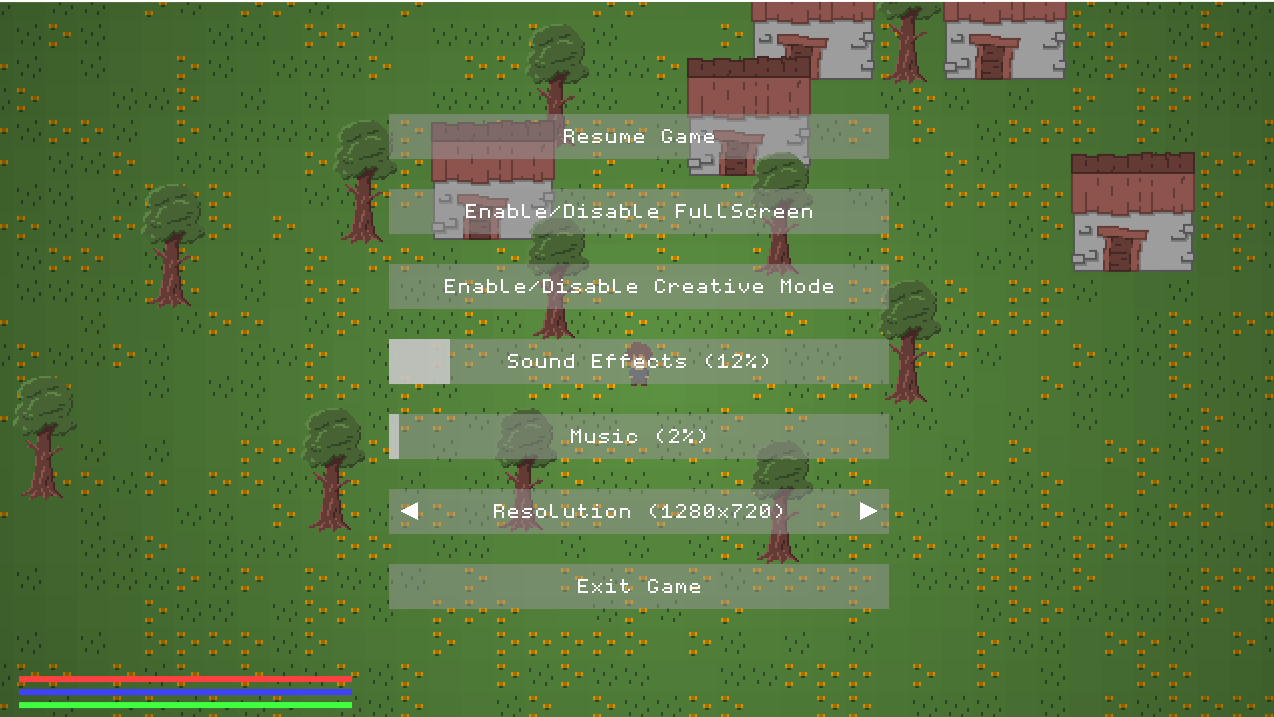 Resume Game
Enable/Disable FullScreen
Enable/Disable Creative Mode
Sound Effects (12%)
Music (2%)
Resolution (1280x720)
Exit Game